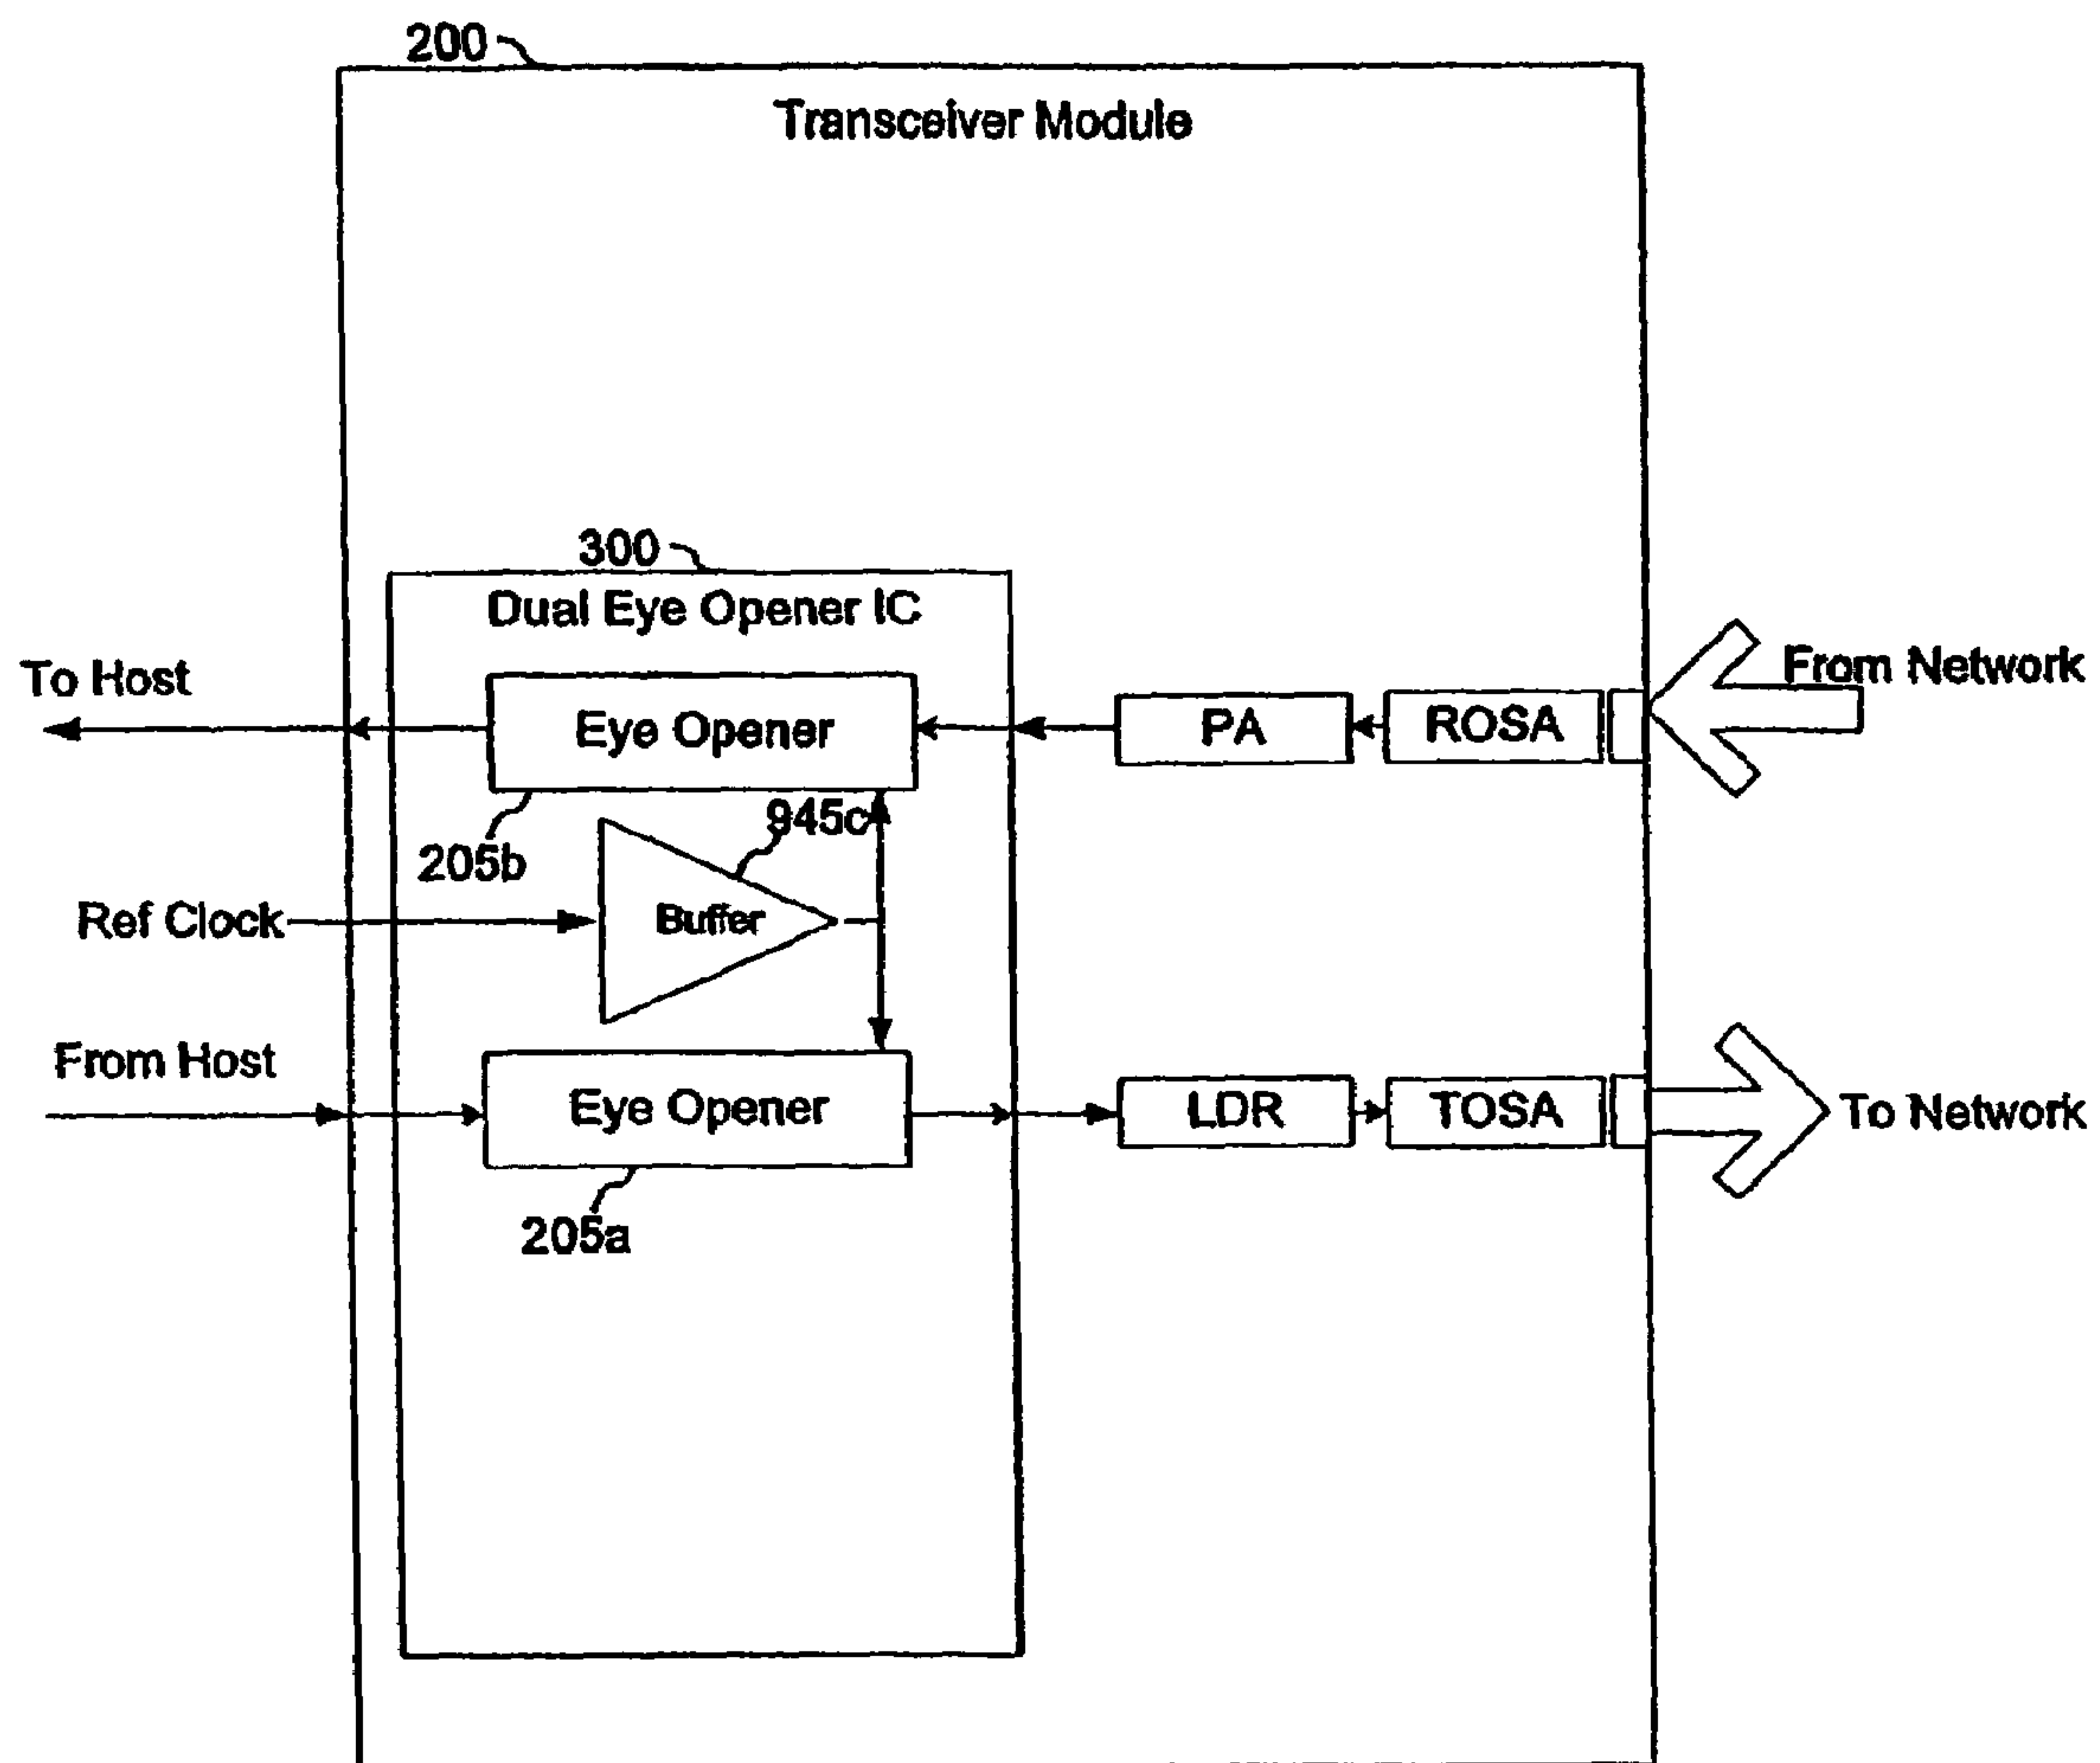 200
Transceiver Module
300
Dual Eye Opener IC
To Host
Eye Opener
PA
ROSA
From Network
945c
205b
Ref Clock
Buffer
From Host
Eye Opener
LDR
TOSA
To Network
205a